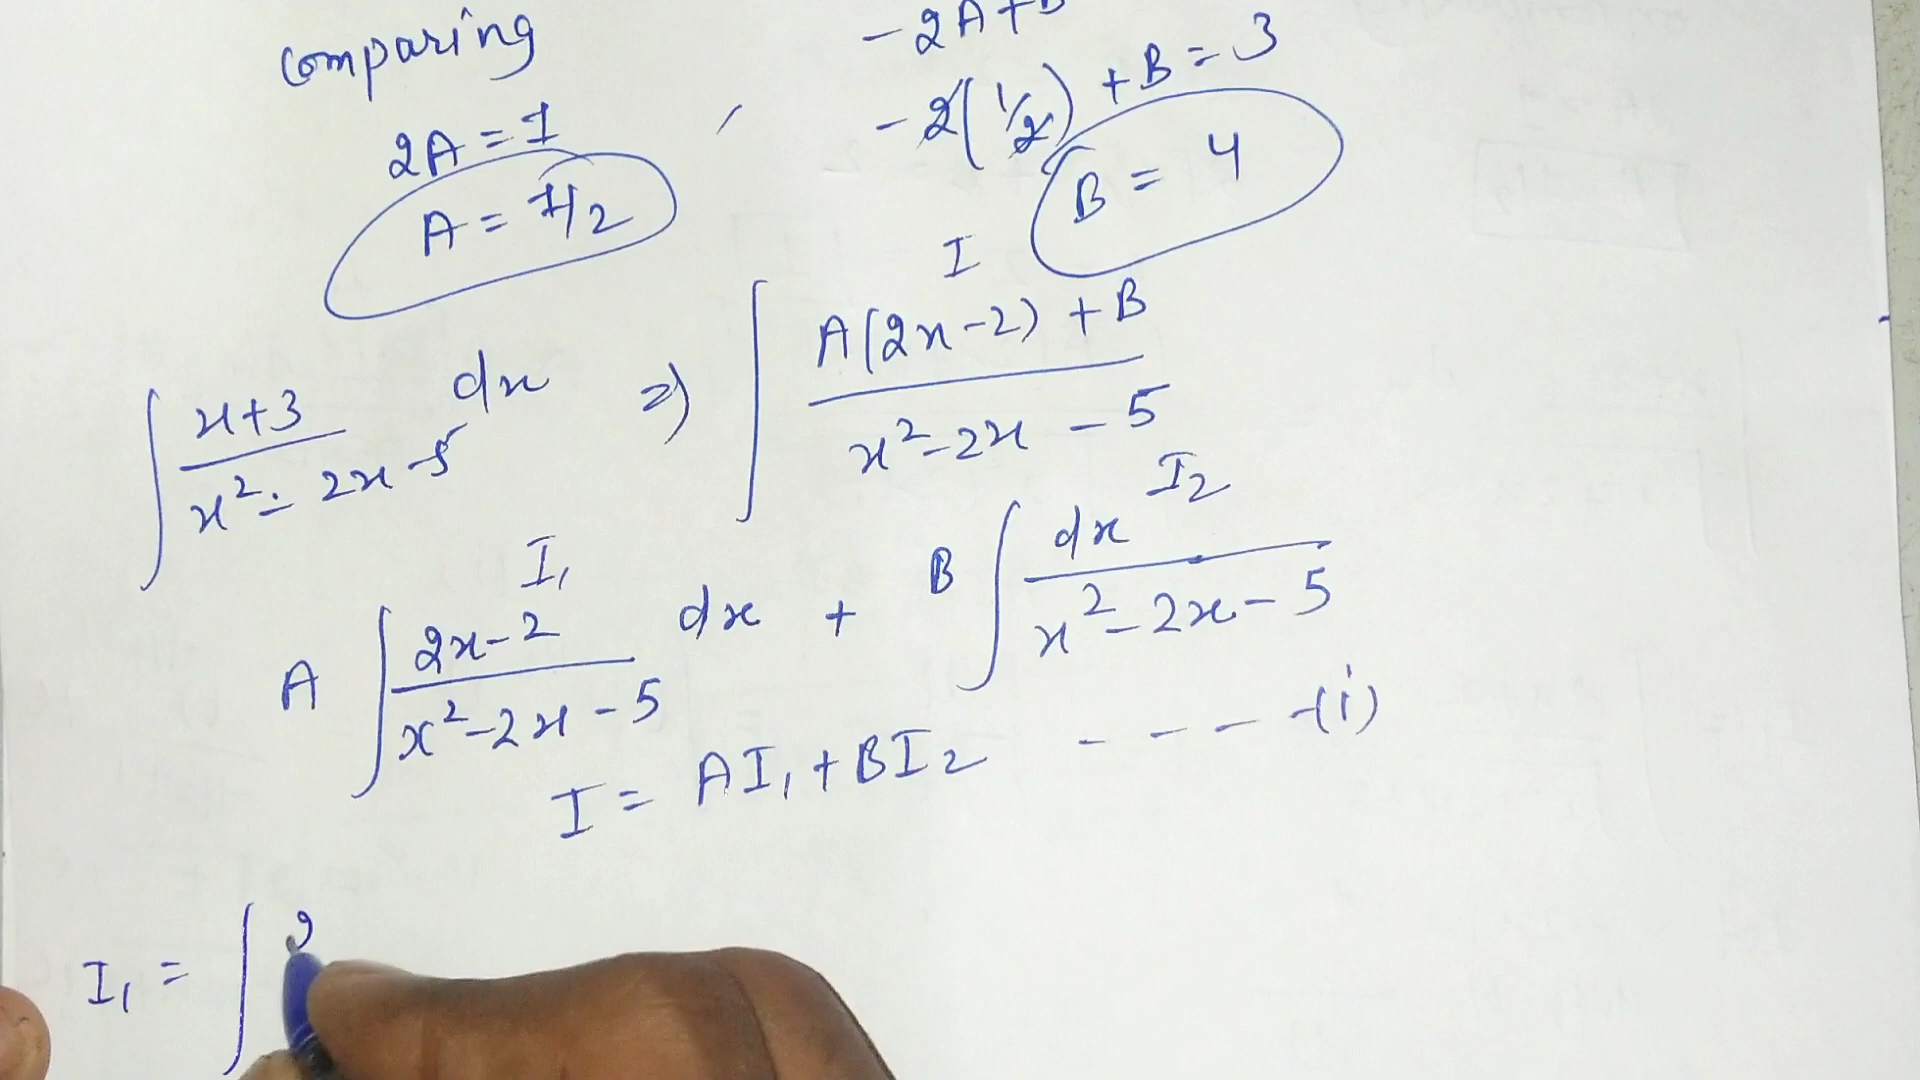 comparing
2A = 1
A = 1/2
-2A+B
-2(1/2) + B = 3
B = 4
I
∫ x+3 / x²-2x-5 dx ⇒ ∫ A(2x-2)+B / x²-2x-5
I₁ I₂
A ∫ 2x-2 / x²-2x-5 dx + B ∫ dx / x²-2x-5
I = AI₁ + BI₂ - - - -(i)
I₁ = ∫